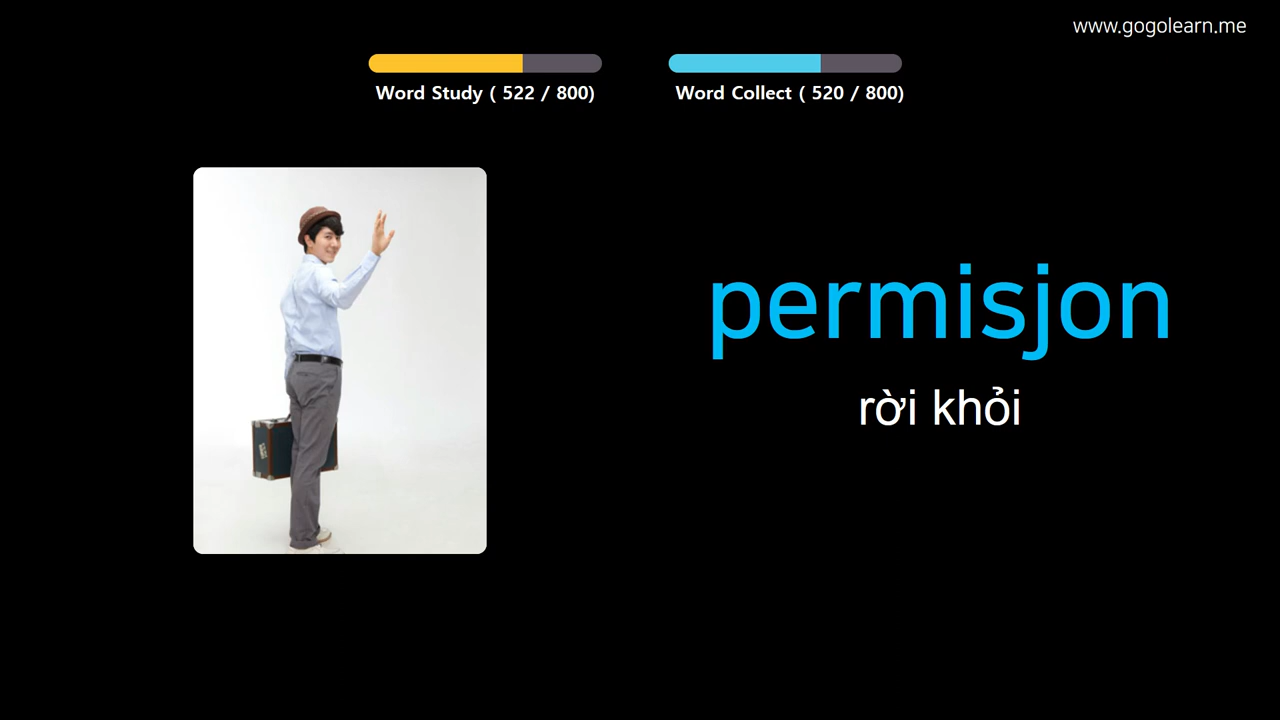 www.gogolearn.me
Word Study ( 522 / 800)
Word Collect ( 520 / 800)
permisjon
rời khỏi